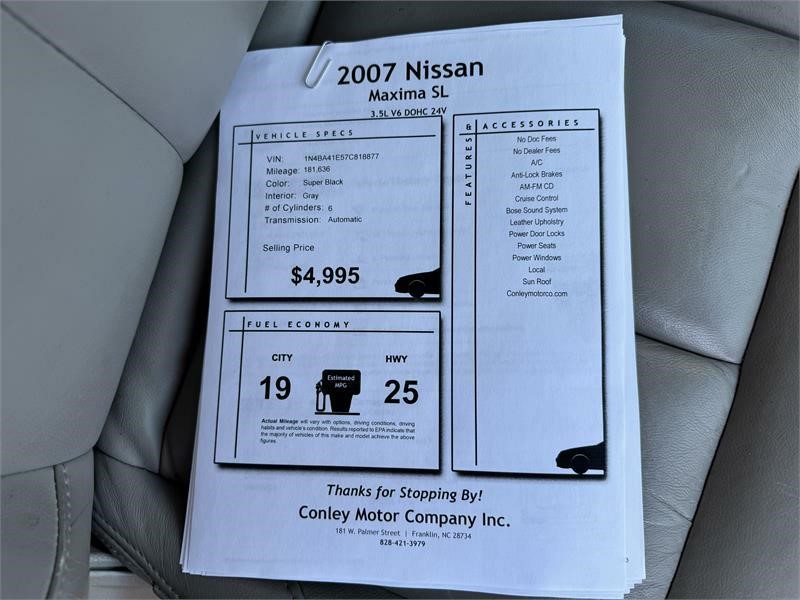 2007 Nissan
Maxima SL
3.5L V6 DOHC 24V
VEHICLE SPECS
VIN: 1N4BA41E57C818877
Mileage: 181,636
Color: Super Black
Interior: Gray
# of Cylinders: 6
Transmission: Automatic
Selling Price
$4,995
FUEL ECONOMY
CITY
19
Estimated
MPG
HWY
25
Actual Mileage will vary with options, driving conditions, driving
habits and vehicle's condition. Results reported to EPA indicate that
the majority of vehicles of this make and model achieve the above
figures.
FEATURES & ACCESSORIES
No Doc Fees
No Dealer Fees
A/C
Anti-Lock Brakes
AM-FM CD
Cruise Control
Bose Sound System
Leather Upholstry
Power Door Locks
Power Seats
Power Windows
Local
Sun Roof
Conleymotorco.com
Thanks for Stopping By!
Conley Motor Company Inc.
181 W. Palmer Street | Franklin, NC 28734
828-421-3979